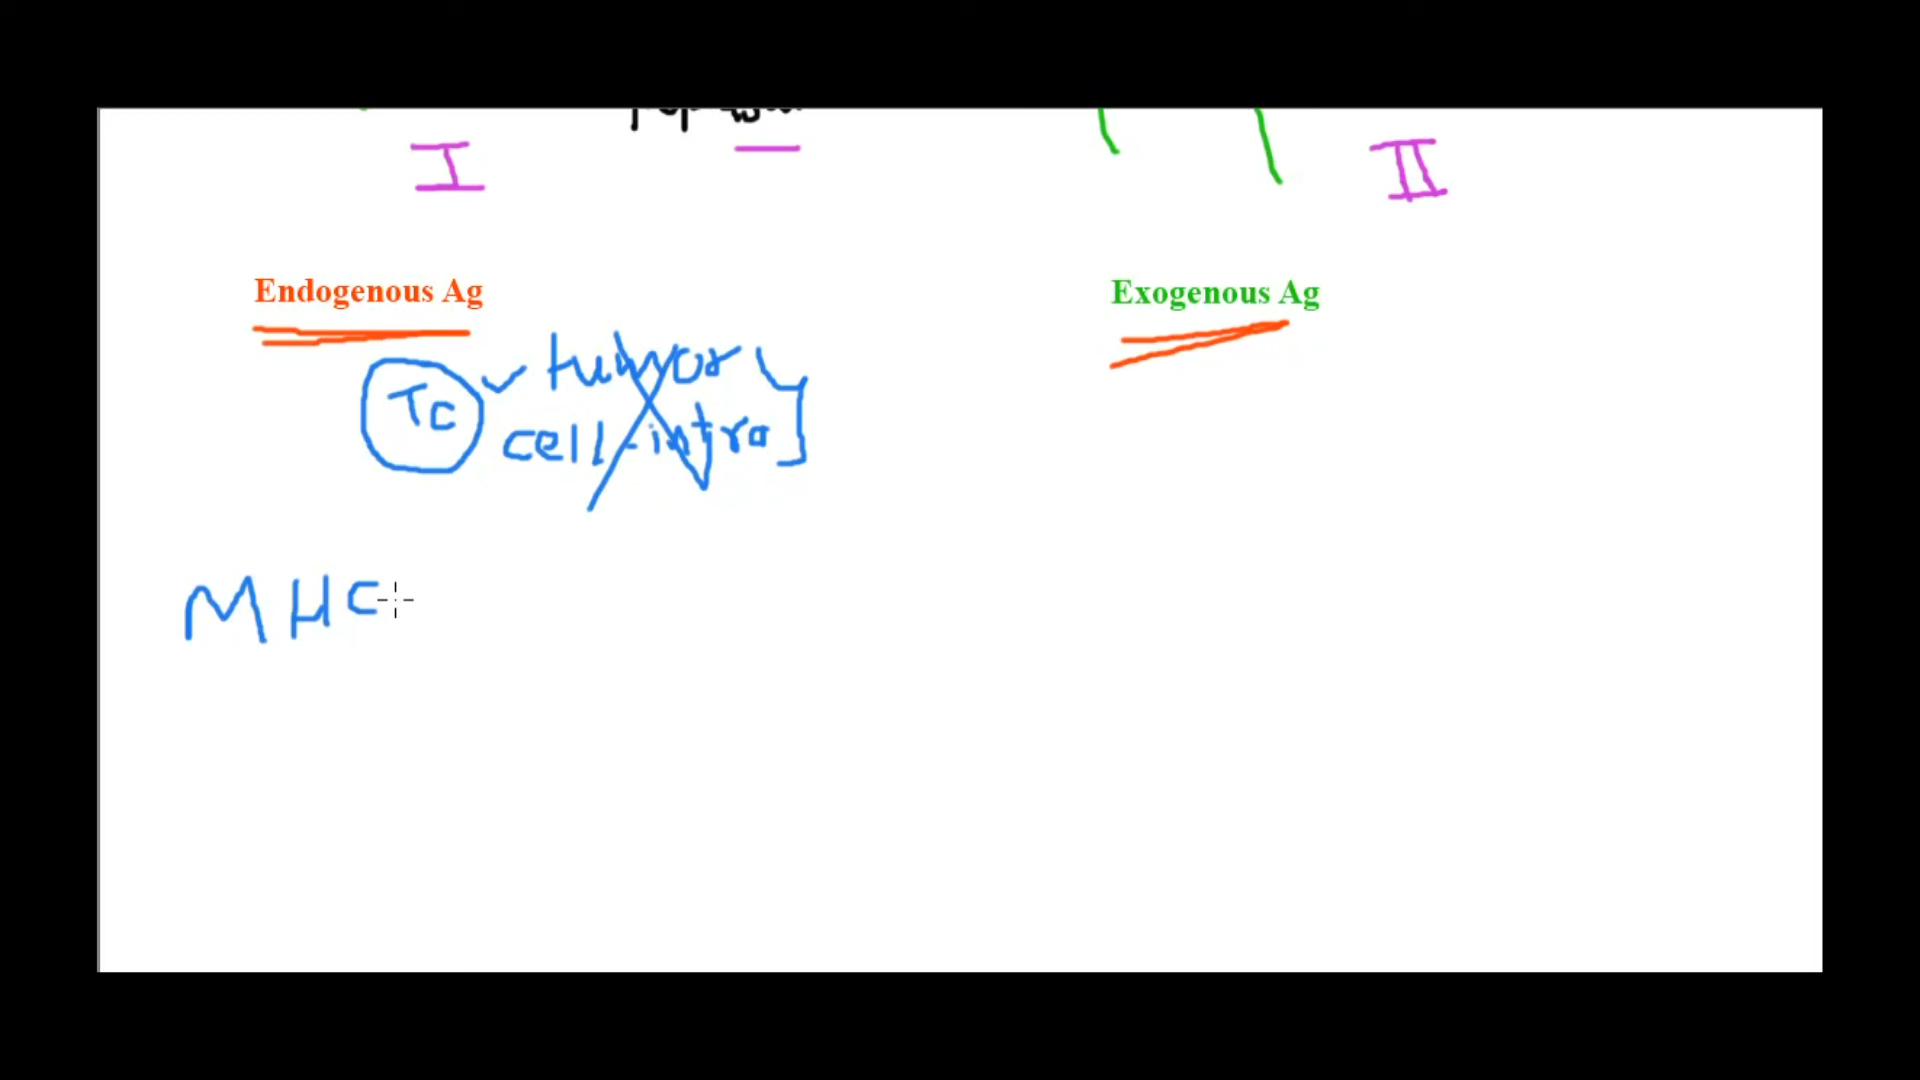 I II
Endogenous Ag Exogenous Ag
Tc tumor
cell-intra
MHC